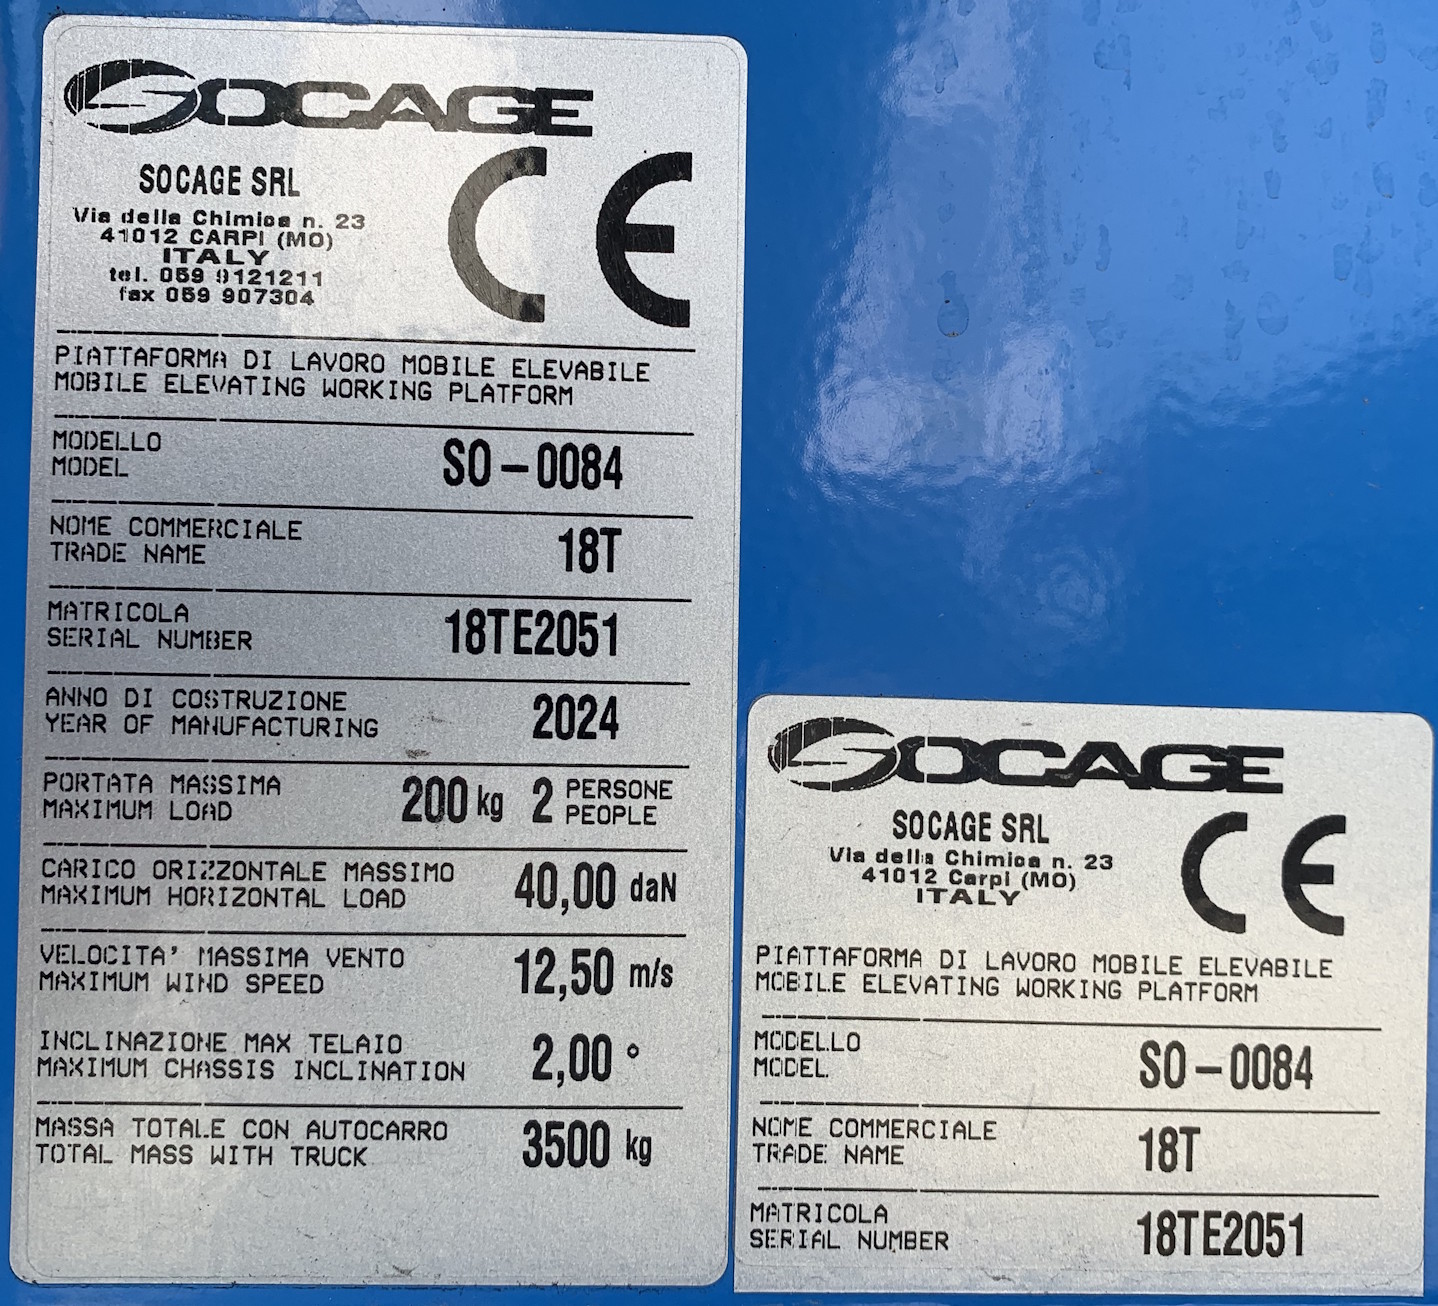 SOCAGE
SOCAGE SRL
Via della Chimica n. 23
41012 CARPI (MO)
ITALY
tel. 059 9121211
fax 059 907304
CE
PIATTAFORMA DI LAVORO MOBILE ELEVABILE
MOBILE ELEVATING WORKING PLATFORM
MODELLO
MODEL
SO-0084
NOME COMMERCIALE
TRADE NAME
18T
MATRICOLA
SERIAL NUMBER
18TE2051
ANNO DI COSTRUZIONE
YEAR OF MANUFACTURING
2024
PORTATA MASSIMA
MAXIMUM LOAD
200 kg 2 PERSONE
PEOPLE
CARICO ORIZZONTALE MASSIMO
MAXIMUM HORIZONTAL LOAD
40,00 daN
VELOCITA' MASSIMA VENTO
MAXIMUM WIND SPEED
12,50 m/s
INCLINAZIONE MAX TELAIO
MAXIMUM CHASSIS INCLINATION
2,00 °
MASSA TOTALE CON AUTOCARRO
TOTAL MASS WITH TRUCK
3500 kg
SOCAGE
SOCAGE SRL
Via della Chimica n. 23
41012 Carpi (MO)
ITALY
CE
PIATTAFORMA DI LAVORO MOBILE ELEVABILE
MOBILE ELEVATING WORKING PLATFORM
MODELLO
MODEL
SO-0084
NOME COMMERCIALE
TRADE NAME
18T
MATRICOLA
SERIAL NUMBER
18TE2051